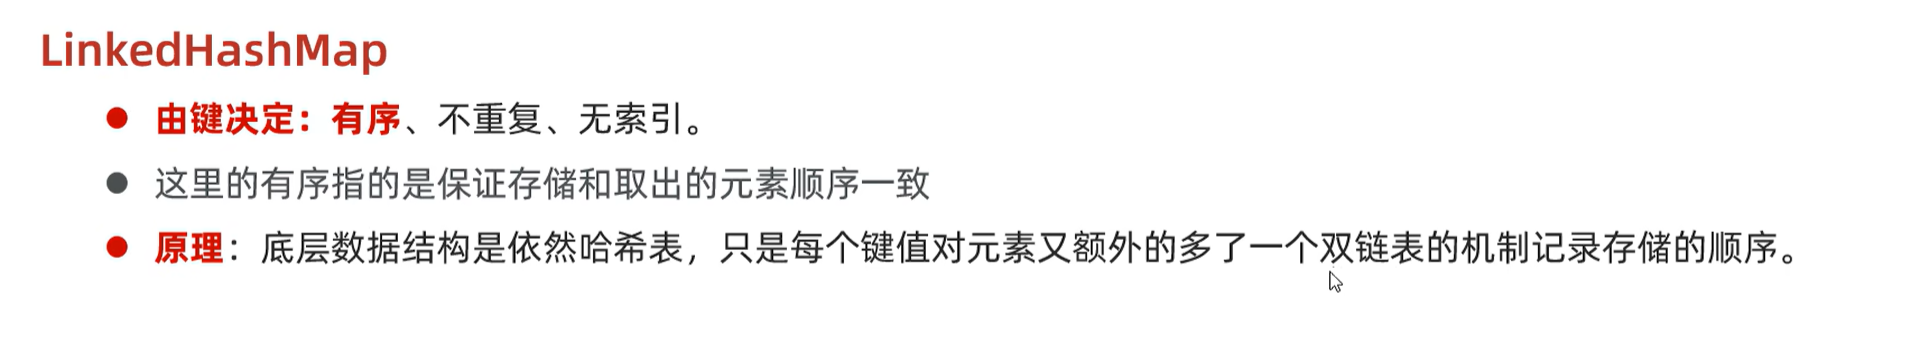 LinkedHashMap
由键决定：有序、不重复、无索引。
这里的有序指的是保证存储和取出的元素顺序一致
原理：底层数据结构是依然哈希表，只是每个键值对元素又额外的多了一个双链表的机制记录存储的顺序。